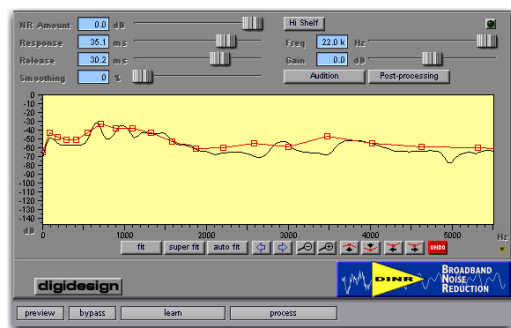 NR Amount 0.0 dB Hi Shelf
Response 35.1 ms Freq 22.0 k Hz
Release 30.2 ms Gain 0.0 dB
Smoothing 0 % Audition Post-processing
0
-10
-20
-30
-40
-50
-60
-70
-80
-90
-100
-110
-120
-130
-140
dB 0 1000 2000 3000 4000 5000 Hz
fit super fit auto fit UNDO
digidesign DINR BROADBAND
NOISE
REDUCTION
preview bypass learn process